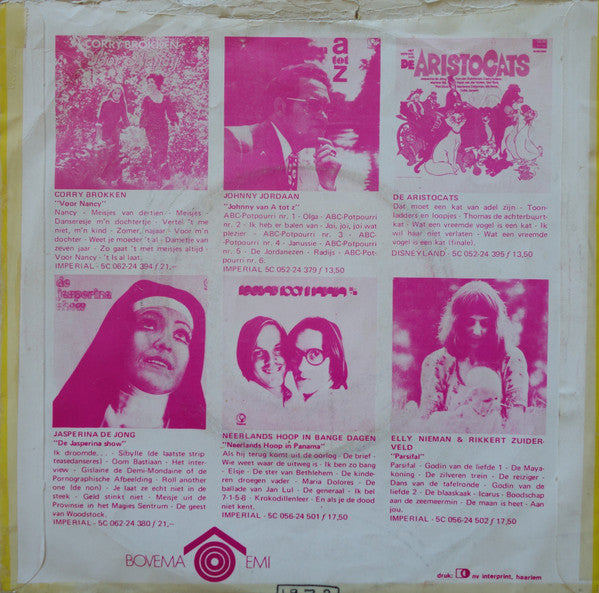 CORRY BROKKEN
Voor Nancy
a
tot
z
DE ARISTOCATS
CORRY BROKKEN
"Voor Nancy"
Nancy - Meisjes van dertien - Meisjes -
Danseresje m'n dochtertje - Vertel 't me
niet, m'n kind - Zomer, najaar - Voor m'n
dochter - Weet je moeder 't al - Dametje van
zeven jaar - Zo gaat 't met meisjes altijd -
Voor Nancy - 't Is al laat.
IMPERIAL - 5C 062-24 394 ƒ 21,—
JOHNNY JORDAAN
"Johnny van A tot z"
ABC-Potpourri nr. 1 - Olga - ABC-Potpourri
nr. 2 - Ik heb er balen van - Joi, joi, joi wat
plezier - ABC-Potpourri nr. 3 - ABC-
Potpourri nr. 4 - Janussie - ABC-Potpourri
nr. 5 - De Jordanezen - Radijs - ABC-Pot-
pourri nr. 6.
IMPERIAL - 5C 052-24 379 ƒ 13,50
DE ARISTOCATS
Dat moet een kat van adel zijn - Toon-
ladders en loopjes - Thomas de achterbuurt-
kat - Wat een vreemde vogel is een kat - Ik
wil haar niet verlaten - Wat een vreemde
vogel is een kat (finale).
DISNEYLAND - 5C 052-24 395 ƒ 13,50
de
jasperina
show
JASPERINA DE JONG
"De Jasperina show"
Ik droomde, . . . - Sibylle (de laatste strip
teasedanseres) - Oom Bastiaan - Het inter-
view - Gislaine de Demi-Mondaine of de
Pornographische Afbeelding - Roll another
one (de non) - Je laat ze echt niet in de
steek - Geld stinkt niet - Meisje uit de
Provinsie in het Magies Sentrum - De geest
van Woodstock.
IMPERIAL - 5C 062-24 380 ƒ 21,—
NEERLANDS HOOP IN BANGE DAGEN
"Neerlands Hoop in Panama"
Als hij terug komt uit de oorlog - De brief -
Wie weet waar de uitweg is - Ik ben zo bang
- Elsje - De ster van Bethlehem - De kinde-
ren droegen vader - Maria Dolores - De
ballade van Jan Lul - De generaal - Ik bel
7-1-5-8 - Krokodillenleer - En als je de dood
niet kent.
IMPERIAL - 5C 056-24 501 ƒ 17,50
ELLY NIEMAN & RIKKERT ZUIDER-
VELD
"Parsifal"
Parsifal - Godin van de liefde 1 - De Maya-
koning - De zilveren trein - De reiziger -
Dans van de tafelronde - Godin van de
liefde 2 - De blaaskaak - Icarus - Boodschap
aan de zeemeermin - De maan is heet - Aan
jou.
IMPERIAL - 5C 056-24 502 ƒ 17,50
BOVEMA EMI
druk: nv interprint, haarlem